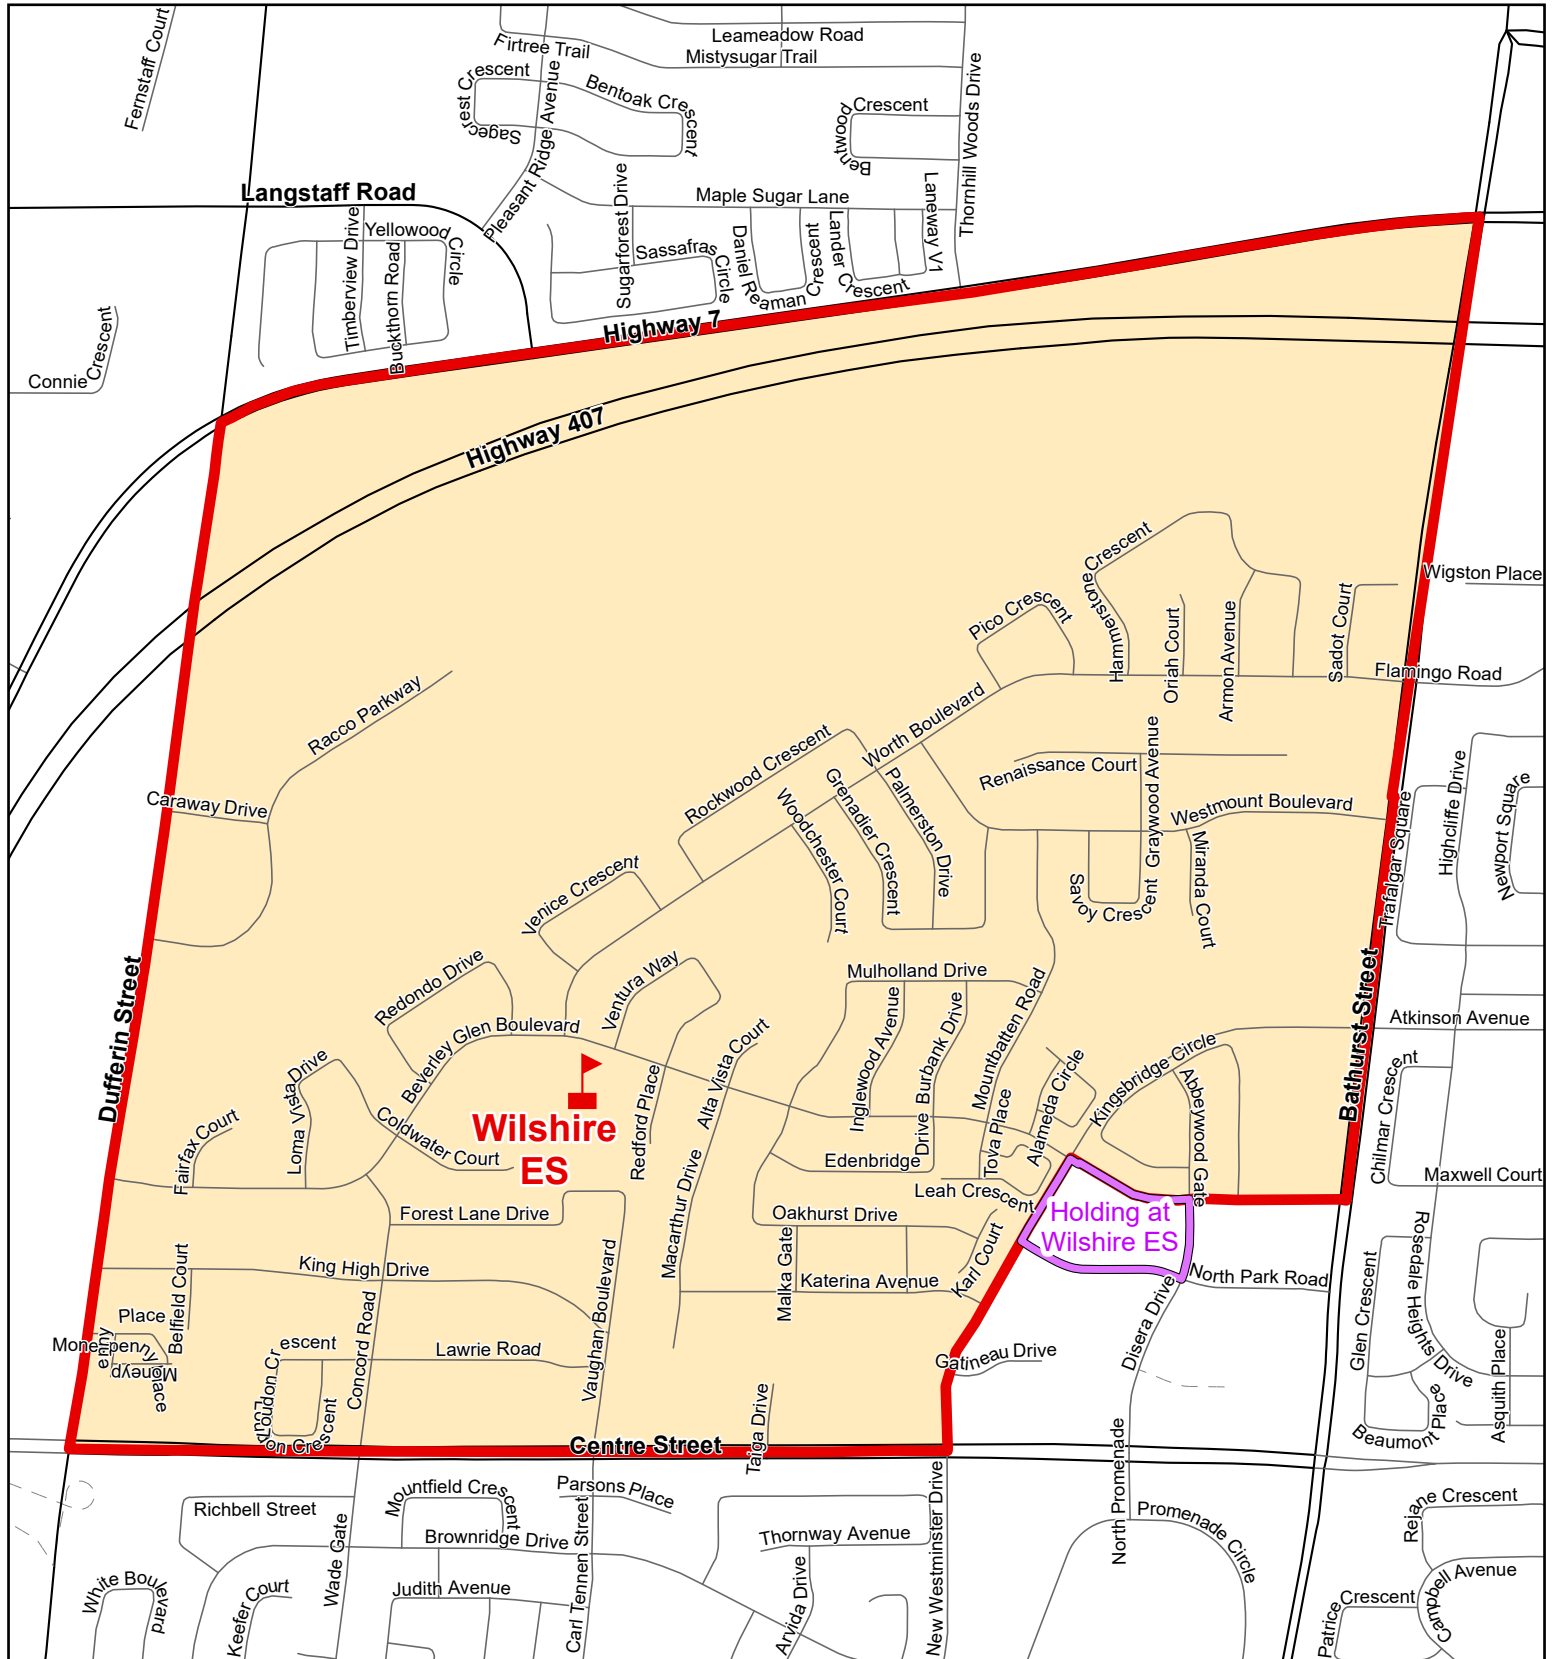 Fernstaff Court
Firtree Trail
Leameadow Road
Mistysugar Trail
Sagecrest Crescent
Bentoak Crescent
Pleasant Ridge Avenue
Bentwood Crescent
Thornhill Woods Drive
Langstaff Road
Maple Sugar Lane
Laneway V1
Timberview Drive
Yellowood Circle
Buckthorn Road
Sugarforest Drive
Sassafras Circle
Daniel Reaman Crescent
Lander Crescent
Connie Crescent
Highway 7
Highway 407
Hammerstone Crescent
Pico Crescent
Oriah Court
Armon Avenue
Sadot Court
Wigston Place
Flamingo Road
Racco Parkway
Caraway Drive
Rockwood Crescent
Worth Boulevard
Renaissance Court
Graywood Avenue
Westmount Boulevard
Woodchester Court
Grenadier Crescent
Palmerston Drive
Savoy Crescent
Miranda Court
Trafalgar Square
Highcliffe Drive
Newport Square
Venice Crescent
Redondo Drive
Ventura Way
Mulholland Drive
Beverley Glen Boulevard
Dufferin Street
Bathurst Street
Atkinson Avenue
Inglewood Avenue
Burbank Drive
Mountbatten Road
Kingsbridge Circle
Abbeywood Gate
Alta Vista Court
Loma Vista Drive
Fairfax Court
Coldwater Court
Wilshire
ES
Redford Place
Macarthur Drive
Edenbridge Drive
Tova Place
Alameda Circle
Leah Crescent
Chilmar Crescent
Maxwell Court
Forest Lane Drive
Oakhurst Drive
Karl Court
Holding at
Wilshire ES
King High Drive
Malka Gate
Katerina Avenue
North Park Road
Disera Drive
Glen Crescent
Rosedale Heights Drive
Belfield Court
Moneypenny Place
Concord Road
Loudon Crescent
Loudon Crescent
Lawrie Road
Vaughan Boulevard
Gatineau Drive
Taiga Drive
Asquith Place
Beaumont Place
Centre Street
Richbell Street
Mountfield Crescent
Parsons Place
Brownridge Drive
Thornway Avenue
New Westminster Drive
North Promenade
Promenade Circle
Rejane Crescent
White Boulevard
Keefer Court
Wade Gate
Judith Avenue
Carl Tennen Street
Arvida Drive
Patrice Crescent
Campbell Avenue